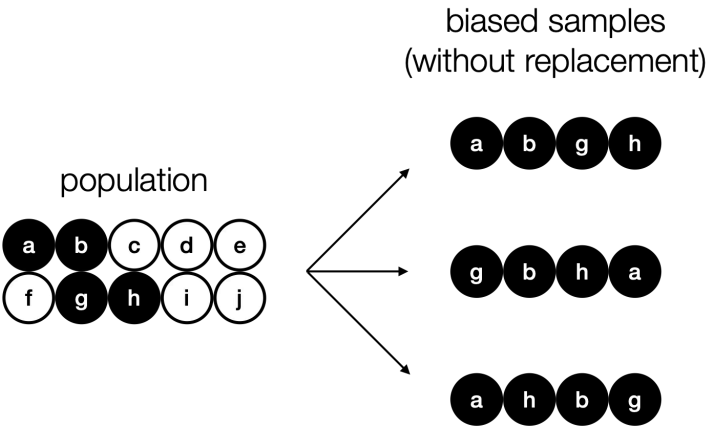 biased samples
(without replacement)
a b g h
population
a b c d e
f g h i j
g b h a
a h b g